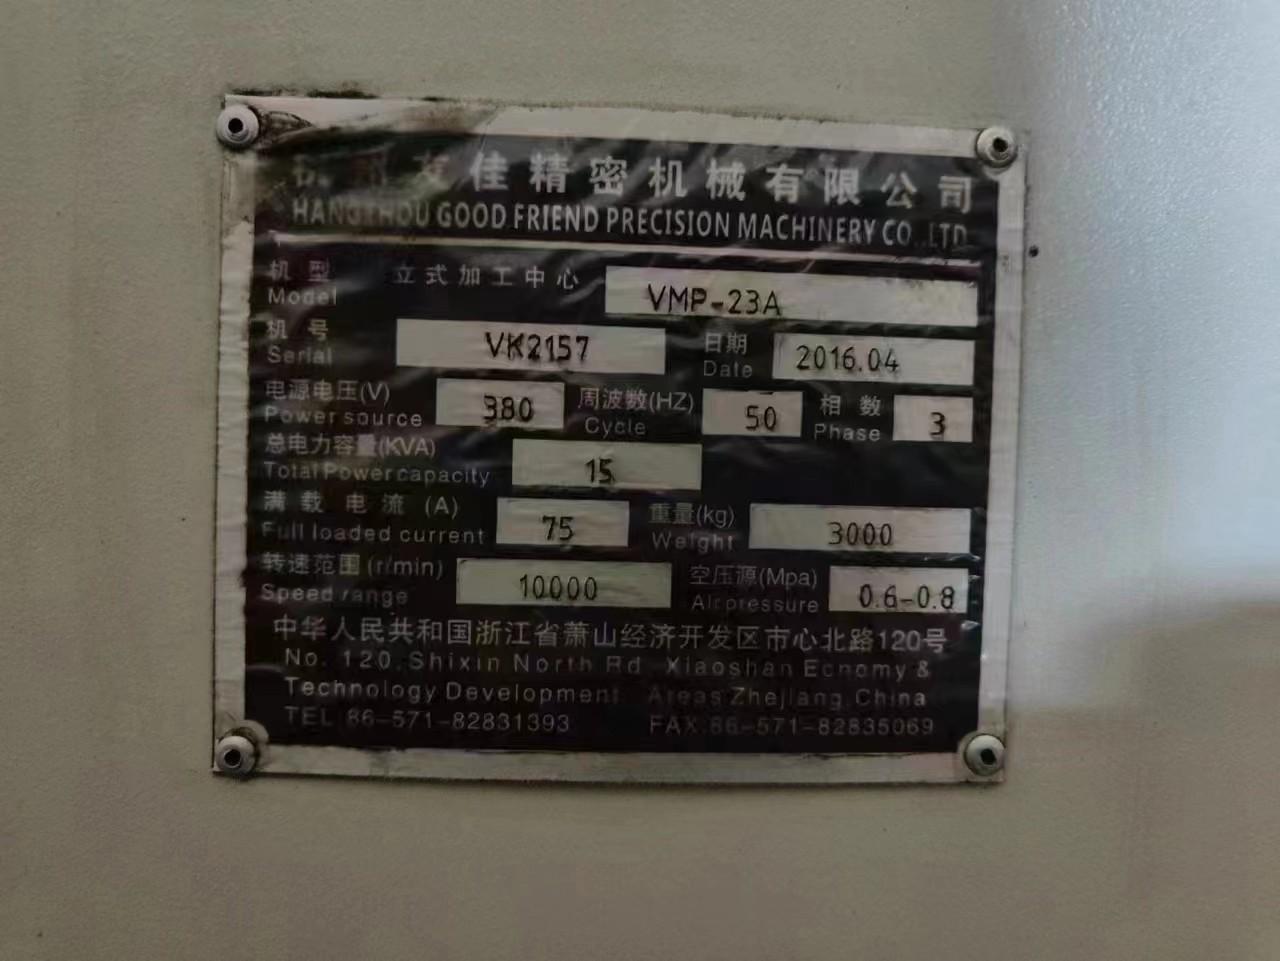 杭州友佳精密机械有限公司
HANGZHOU GOOD FRIEND PRECISION MACHINERY CO.,LTD
机型 立式加工中心 VMP-23A
Model
机号 VK2157 日期 2016.04
Serial Date
电源电压(V) 380 周波数(HZ) 50 相数 3
Power source Cycle Phase
总电力容量(KVA) 15
Total Power capacity
满载电流(A) 75 重量(kg) 3000
Full loaded current Weight
转速范围(r/min) 10000 空压源(Mpa) 0.6-0.8
Speed range Air pressure
中华人民共和国浙江省萧山经济开发区市心北路120号
No. 120, Shixin North Rd Xiaoshan Ecnomy &
Technology Development Areas Zhejiang, China
TEL:86-571-82831393 FAX:86-571-82835069